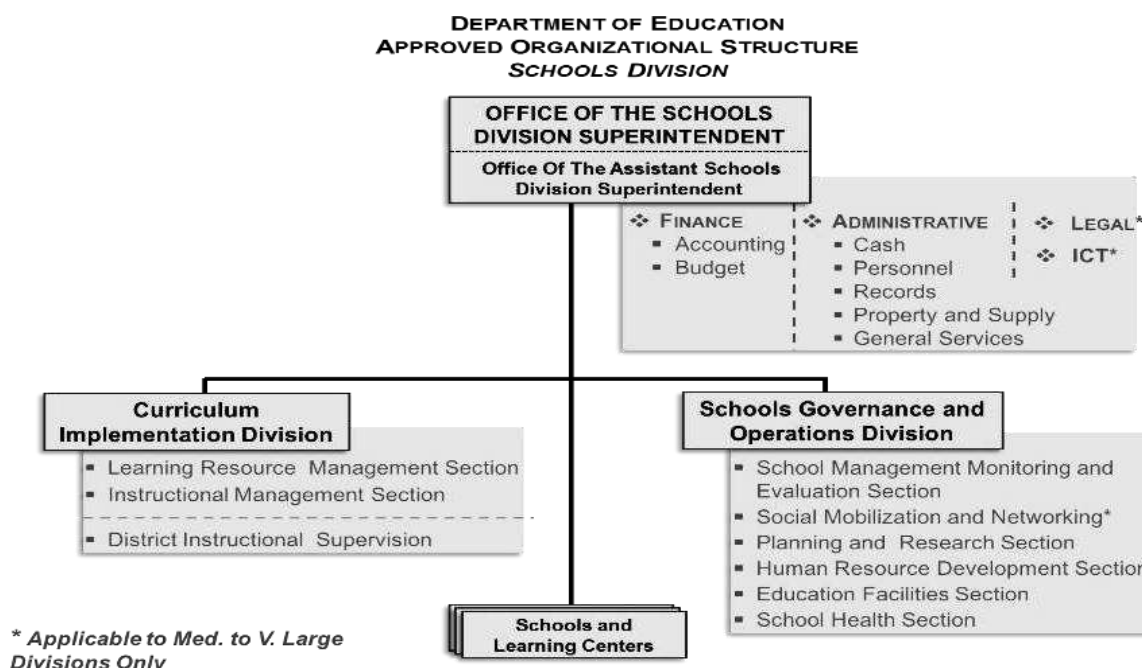 DEPARTMENT OF EDUCATION
APPROVED ORGANIZATIONAL STRUCTURE
SCHOOLS DIVISION
OFFICE OF THE SCHOOLS
DIVISION SUPERINTENDENT
Office Of The Assistant Schools
Division Superintendent
❖ FINANCE
▪ Accounting
▪ Budget
❖ ADMINISTRATIVE
▪ Cash
▪ Personnel
▪ Records
▪ Property and Supply
▪ General Services
❖ LEGAL*
❖ ICT*
Curriculum
Implementation Division
▪ Learning Resource Management Section
▪ Instructional Management Section
▪ District Instructional Supervision
Schools Governance and
Operations Division
▪ School Management Monitoring and
Evaluation Section
▪ Social Mobilization and Networking*
▪ Planning and Research Section
▪ Human Resource Development Section
▪ Education Facilities Section
▪ School Health Section
Schools and
Learning Centers
* Applicable to Med. to V. Large
Divisions Only